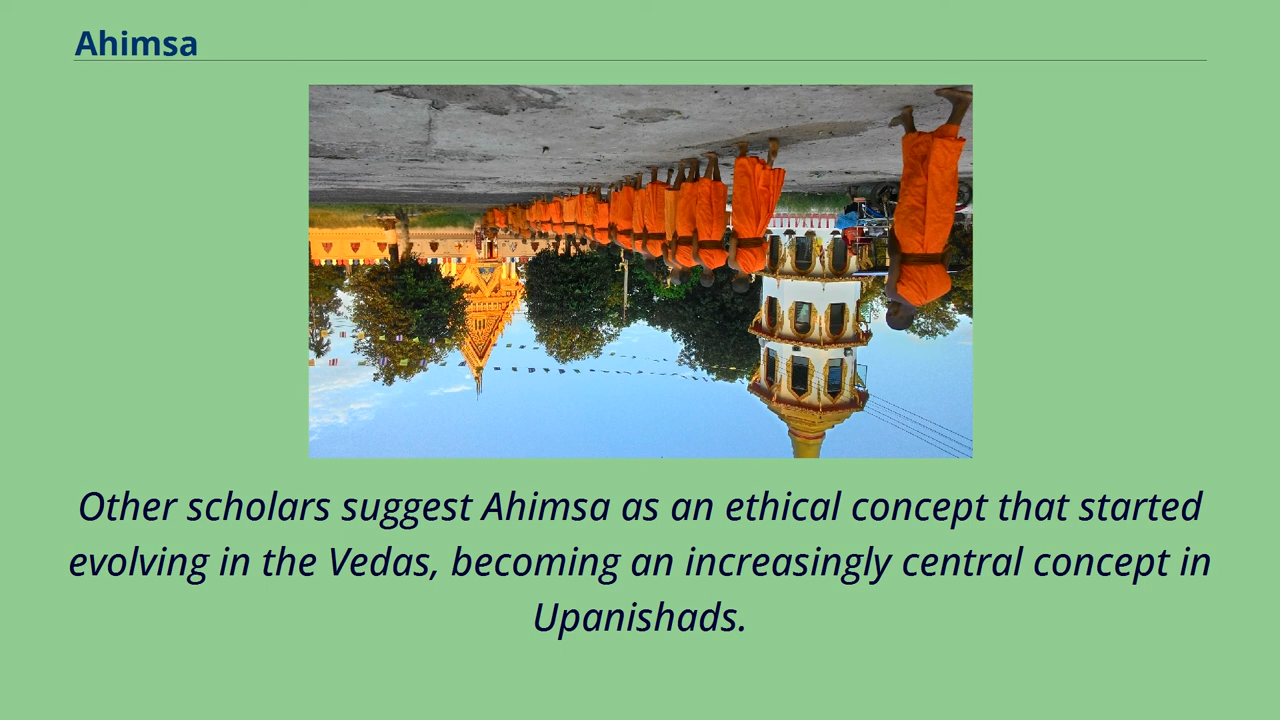 Ahimsa
Other scholars suggest Ahimsa as an ethical concept that started
evolving in the Vedas, becoming an increasingly central concept in
Upanishads.